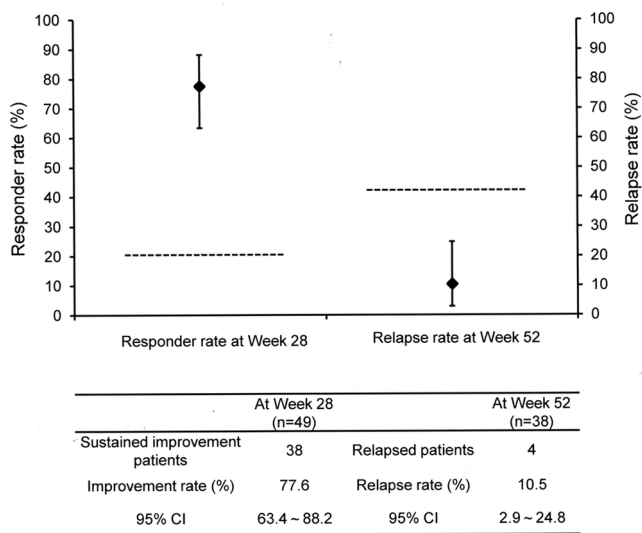 Responder rate (%)
100
90
80
70
60
50
40
30
20
10
0
100
90
80
70
60
50
40
30
20
10
0
Relapse rate (%)
Responder rate at Week 28
Relapse rate at Week 52
At Week 28
(n=49)
At Week 52
(n=38)
Sustained improvement
patients
38
Relapsed patients
4
Improvement rate (%)
77.6
Relapse rate (%)
10.5
95% CI
63.4 ~ 88.2
95% CI
2.9 ~ 24.8